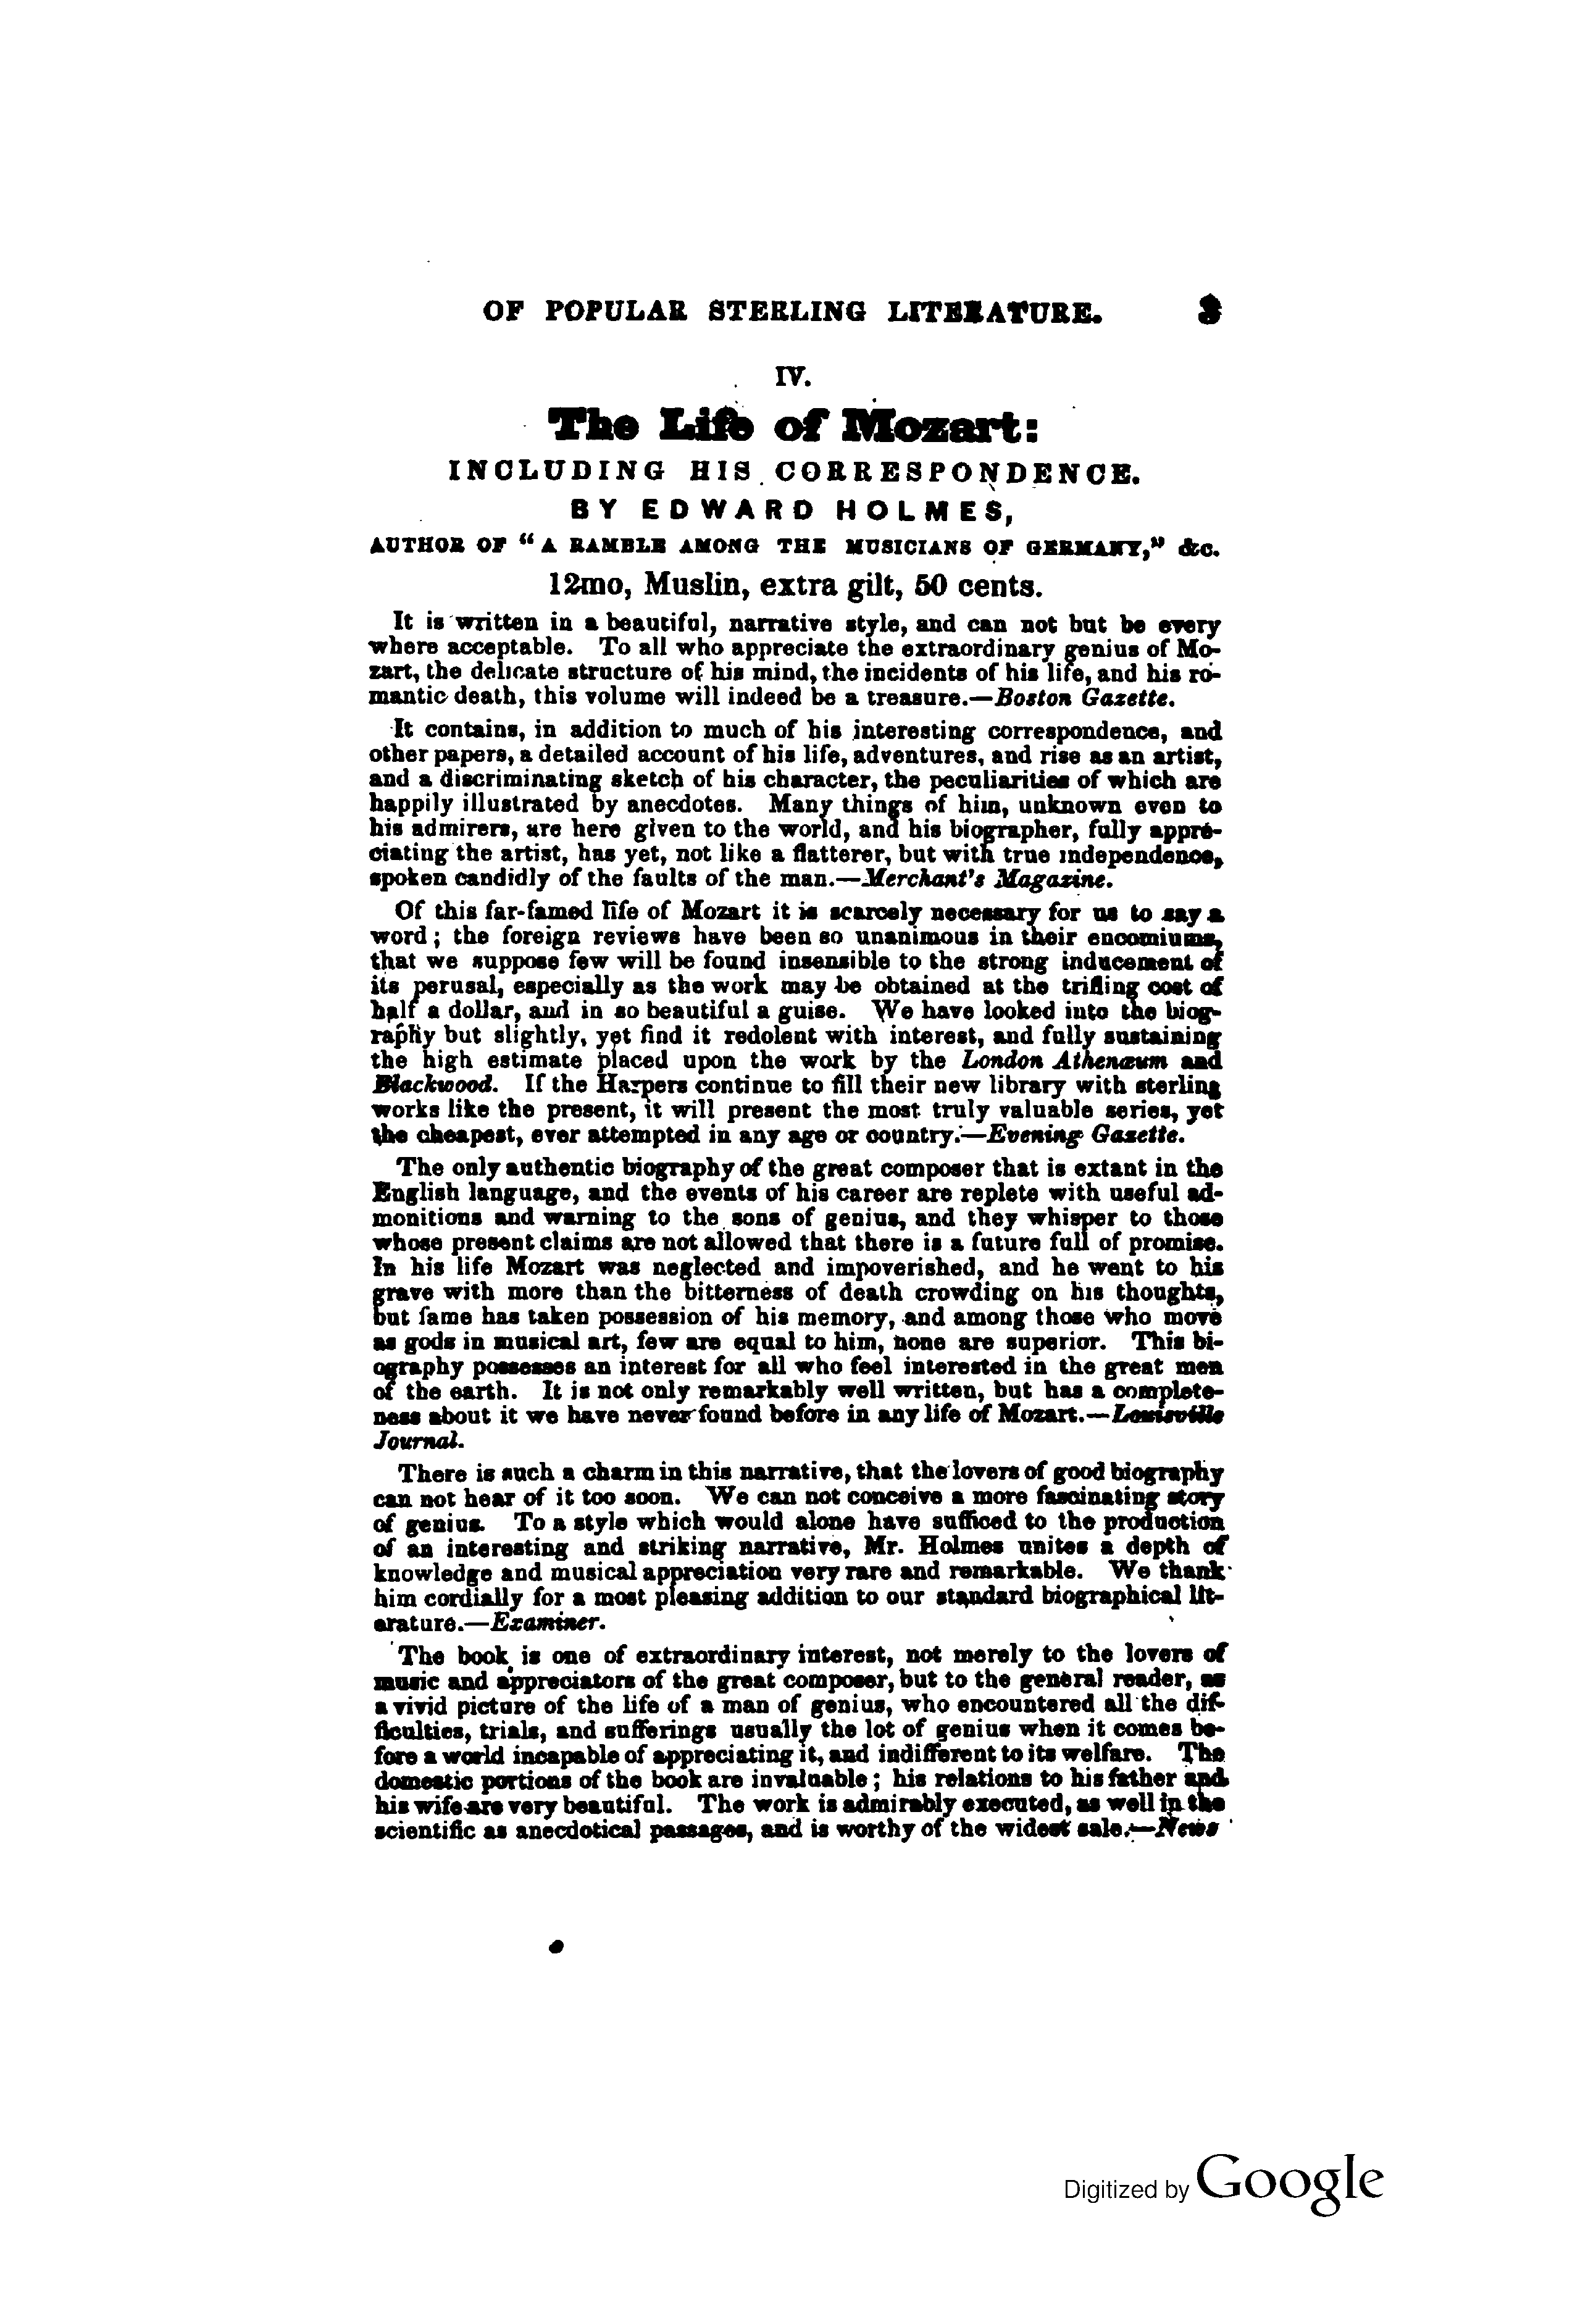 OF POPULAR STERLING LITERATURE. 3
IV.
The Life of Mozart:
INCLUDING HIS CORRESPONDENCE.
BY EDWARD HOLMES,
AUTHOR OF "A RAMBLE AMONG THE MUSICIANS OF GERMANY," &c.
12mo, Muslin, extra gilt, 50 cents.
It is written in a beautiful, narrative style, and can not but be every
where acceptable. To all who appreciate the extraordinary genius of Mo-
zart, the delicate structure of his mind, the incidents of his life, and his ro-
mantic death, this volume will indeed be a treasure.—Boston Gazette.
It contains, in addition to much of his interesting correspondence, and
other papers, a detailed account of his life, adventures, and rise as an artist,
and a discriminating sketch of his character, the peculiarities of which are
happily illustrated by anecdotes. Many things of him, unknown even to
his admirers, are here given to the world, and his biographer, fully appre-
ciating the artist, has yet, not like a flatterer, but with true independence,
spoken candidly of the faults of the man.—Merchant's Magazine.
Of this far-famed life of Mozart it is scarcely necessary for us to say a
word; the foreign reviews have been so unanimous in their encomiums,
that we suppose few will be found insensible to the strong inducement of
its perusal, especially as the work may be obtained at the trifling cost of
half a dollar, and in so beautiful a guise. We have looked into the biog-
raphy but slightly, yet find it redolent with interest, and fully sustaining
the high estimate placed upon the work by the London Athenæum and
Blackwood. If the Harpers continue to fill their new library with sterling
works like the present, it will present the most truly valuable series, yet
the cheapest, ever attempted in any age or country.—Evening Gazette.
The only authentic biography of the great composer that is extant in the
English language, and the events of his career are replete with useful ad-
monitions and warning to the sons of genius, and they whisper to those
whose present claims are not allowed that there is a future full of promise.
In his life Mozart was neglected and impoverished, and he went to his
grave with more than the bitterness of death crowding on his thoughts,
but fame has taken possession of his memory, and among those who move
as gods in musical art, few are equal to him, none are superior. This bi-
ography possesses an interest for all who feel interested in the great men
of the earth. It is not only remarkably well written, but has a complete-
ness about it we have never found before in any life of Mozart.—Louisville
Journal.
There is such a charm in this narrative, that the lovers of good biography
can not hear of it too soon. We can not conceive a more fascinating story
of genius. To a style which would alone have sufficed to the production
of an interesting and striking narrative, Mr. Holmes unites a depth of
knowledge and musical appreciation very rare and remarkable. We thank
him cordially for a most pleasing addition to our standard biographical lit-
erature.—Examiner.
The book is one of extraordinary interest, not merely to the lovers of
music and appreciators of the great composer, but to the general reader, as
a vivid picture of the life of a man of genius, who encountered all the dif-
ficulties, trials, and sufferings usually the lot of genius when it comes be-
fore a world incapable of appreciating it, and indifferent to its welfare. The
domestic portions of the book are invaluable; his relations to his father and
his wife are very beautiful. The work is admirably executed, as well in the
scientific as anecdotical passages, and is worthy of the widest sale.—News
Digitized by Google